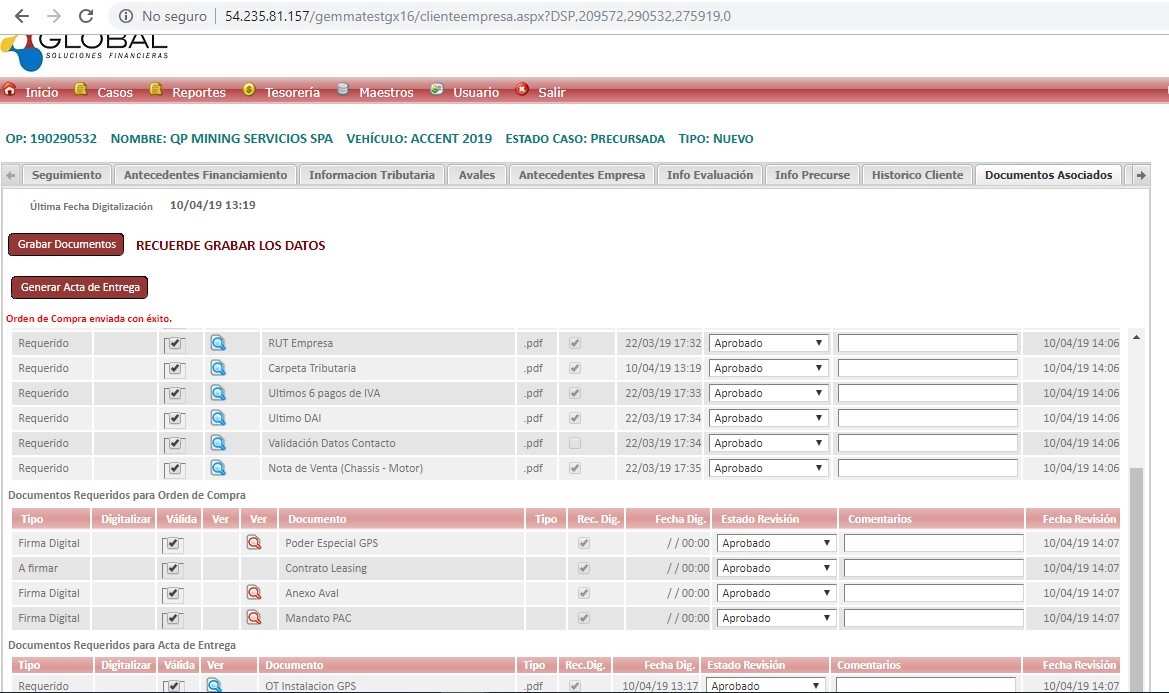 No seguro | 54.235.81.157/gemmatestgx16/clienteempresa.aspx?DSP,209572,290532,275919,0
GLOBAL
SOLUCIONES FINANCIERAS
Inicio Casos Reportes Tesorería Maestros Usuario Salir
OP: 190290532 NOMBRE: QP MINING SERVICIOS SPA VEHÍCULO: ACCENT 2019 ESTADO CASO: PRECURSADA TIPO: NUEVO
Seguimiento Antecedentes Financiamiento Informacion Tributaria Avales Antecedentes Empresa Info Evaluación Info Precurse Historico Cliente Documentos Asociados
Última Fecha Digitalización 10/04/19 13:19
Grabar Documentos RECUERDE GRABAR LOS DATOS
Generar Acta de Entrega
Orden de Compra enviada con éxito.
Requerido RUT Empresa .pdf 22/03/19 17:32 Aprobado 10/04/19 14:06
Requerido Carpeta Tributaria .pdf 10/04/19 13:19 Aprobado 10/04/19 14:06
Requerido Ultimos 6 pagos de IVA .pdf 22/03/19 17:33 Aprobado 10/04/19 14:06
Requerido Ultimo DAI .pdf 22/03/19 17:34 Aprobado 10/04/19 14:06
Requerido Validación Datos Contacto .pdf 22/03/19 17:34 Aprobado 10/04/19 14:06
Requerido Nota de Venta (Chassis - Motor) .pdf 22/03/19 17:35 Aprobado 10/04/19 14:06
Documentos Requeridos para Orden de Compra
Tipo Digitalizar Válida Ver Ver Documento Tipo Rec. Dig. Fecha Dig. Estado Revisión Comentarios Fecha Revisión
Firma Digital Poder Especial GPS / / 00:00 Aprobado 10/04/19 14:07
A firmar Contrato Leasing / / 00:00 Aprobado 10/04/19 14:07
Firma Digital Anexo Aval / / 00:00 Aprobado 10/04/19 14:07
Firma Digital Mandato PAC / / 00:00 Aprobado 10/04/19 14:07
Documentos Requeridos para Acta de Entrega
Tipo Digitalizar Válida Ver Documento Tipo Rec.Dig. Fecha Dig. Estado Revisión Comentarios Fecha Revisión
Requerido OT Instalacion GPS .pdf 10/04/19 13:17 Aprobado 10/04/19 14:07